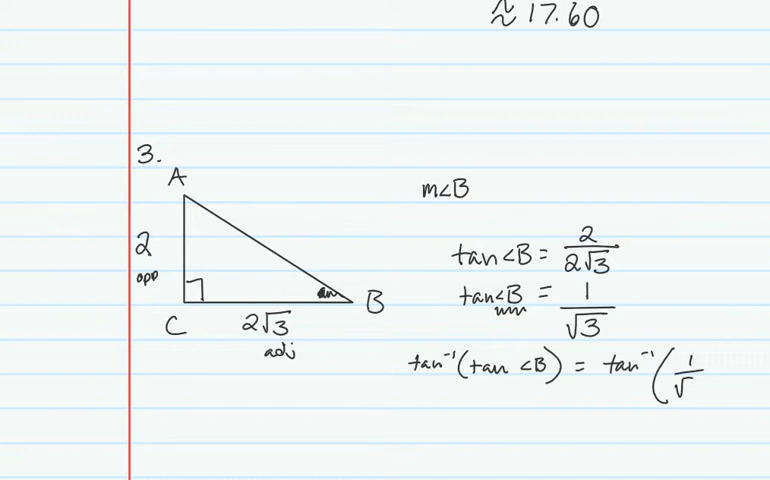 ≈ 17.60
3.
A
2
opp
C
2√3
adj
B
m∠B
tan∠B = 2/2√3
tan∠B = 1/√3
tan⁻¹(tan ∠B) = tan⁻¹(1/√